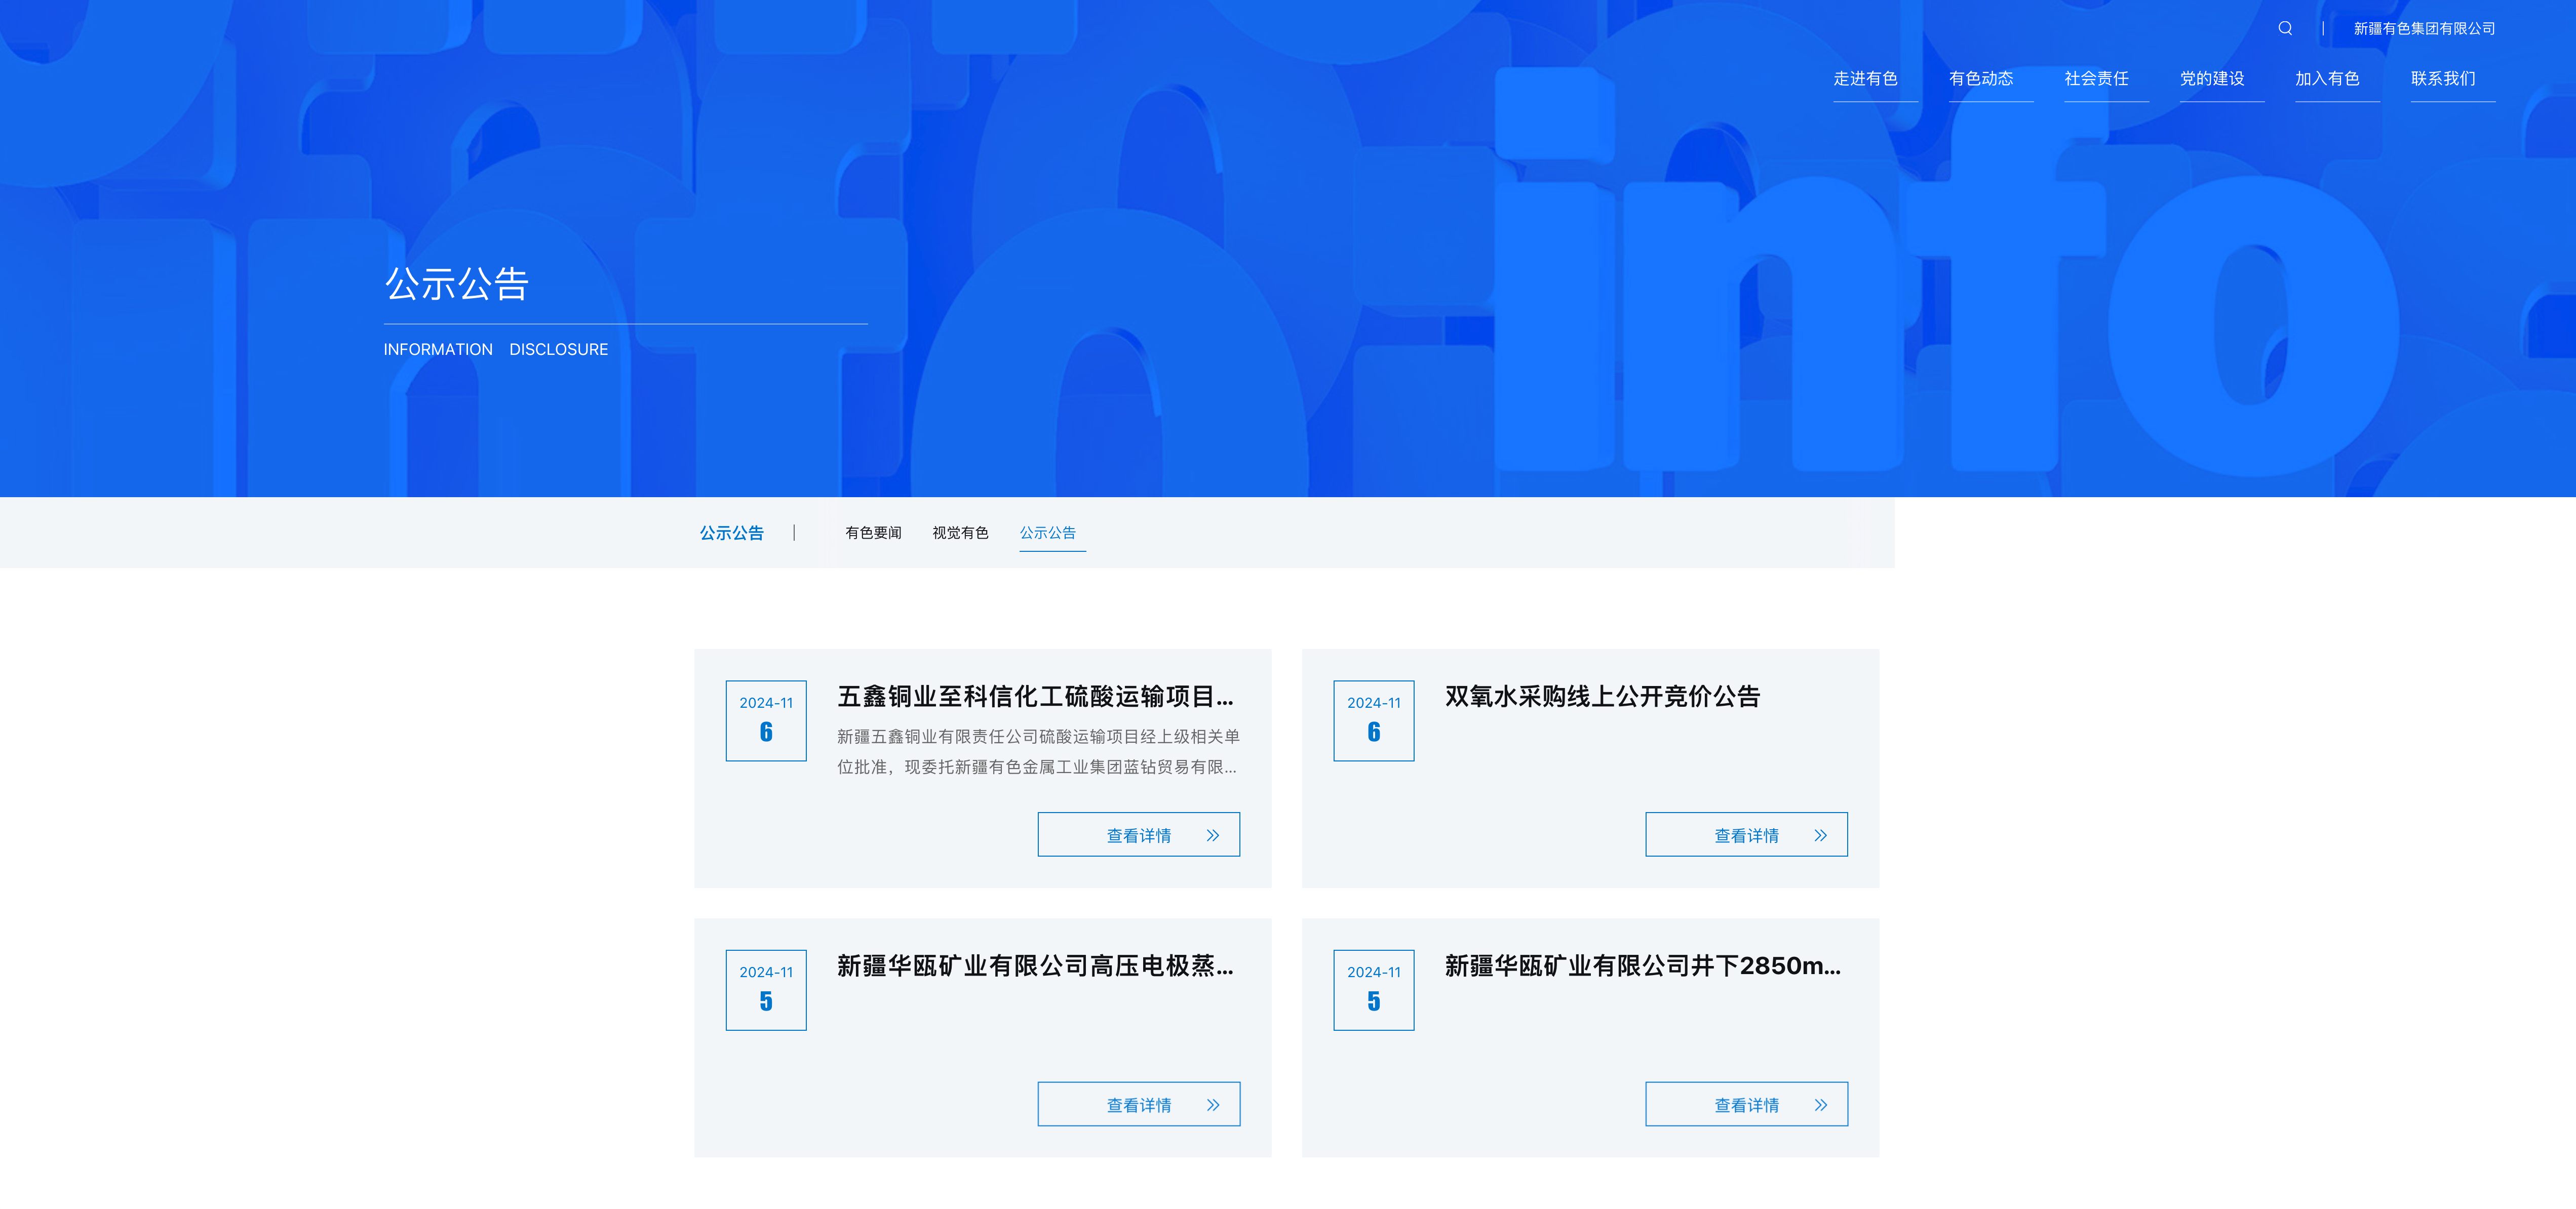 新疆有色集团有限公司
走进有色 有色动态 社会责任 党的建设 加入有色 联系我们
info
公示公告
INFORMATION DISCLOSURE
公示公告 | 有色要闻 视觉有色 公示公告
2024-11
6
五鑫铜业至科信化工硫酸运输项目...
新疆五鑫铜业有限责任公司硫酸运输项目经上级相关单
位批准，现委托新疆有色金属工业集团蓝钻贸易有限...
查看详情
2024-11
6
双氧水采购线上公开竞价公告
查看详情
2024-11
5
新疆华瓯矿业有限公司高压电极蒸...
查看详情
2024-11
5
新疆华瓯矿业有限公司井下2850m...
查看详情